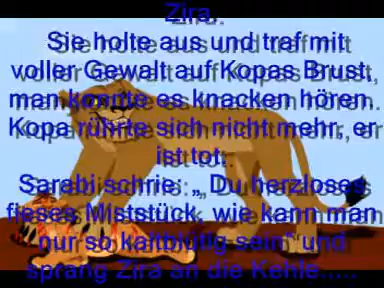 Zira.
Sie holte aus und traf mit
voller Gewalt auf Kopas Brust,
man konnte es knacken hören.
Kopa rührte sich nicht mehr, er
ist tot.
Sarabi schrie: „ Du herzloses
fieses Miststück, wie kann man
nur so kaltblütig sein“ und
sprang Zira an die Kehle.....